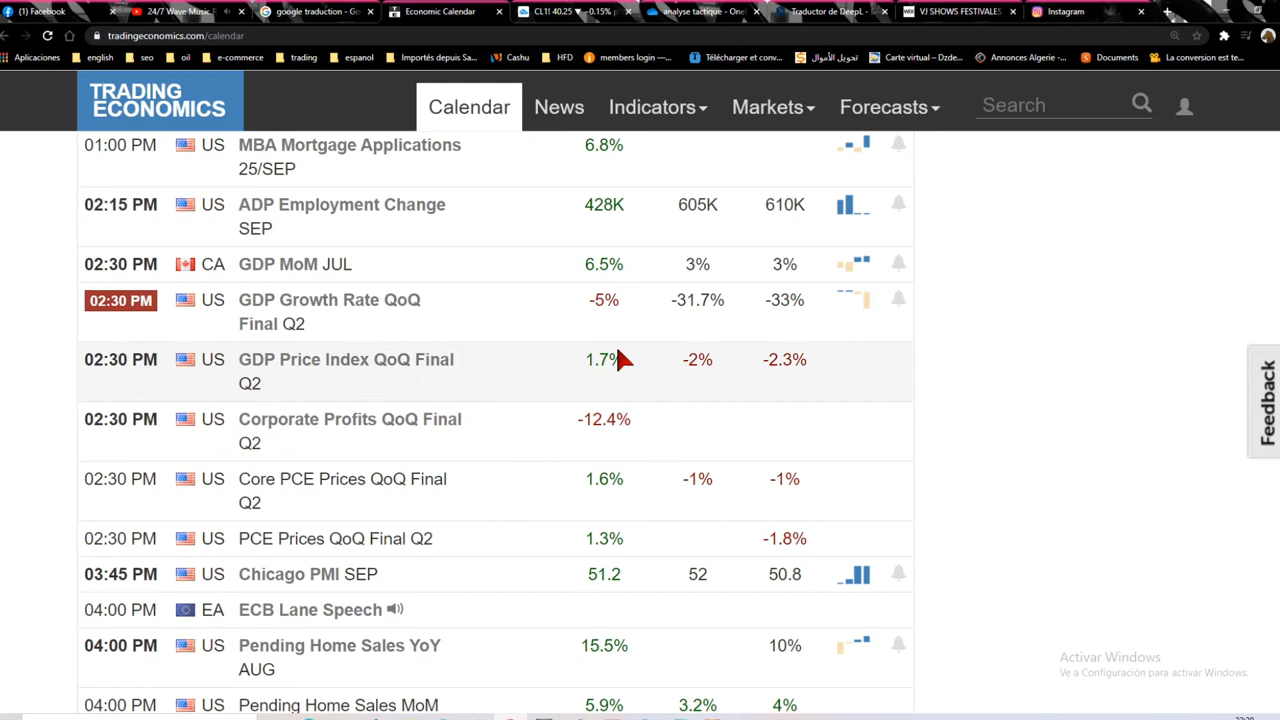 (1) Facebook
24/7 Wave Music
google traduction - Go
Economic Calendar
CL1! 40.25 ▼ −0.15%
analyse tactique - One
Traductor de DeepL
VJ SHOWS FESTIVALES
Instagram
tradingeconomics.com/calendar
Aplicaciones
english
seo
oil
e-commerce
trading
espanol
Importés depuis Sa...
Cashu
HFD
members login —...
Télécharger et conv...
تحويل الأموال
Carte virtual – Dzde...
Annonces Algerie -...
Documents
La conversion est te...
TRADING
ECONOMICS
Calendar
News
Indicators
Markets
Forecasts
Search
01:00 PM US MBA Mortgage Applications 6.8%
25/SEP
02:15 PM US ADP Employment Change 428K 605K 610K
SEP
02:30 PM CA GDP MoM JUL 6.5% 3% 3%
02:30 PM US GDP Growth Rate QoQ -5% -31.7% -33%
Final Q2
02:30 PM US GDP Price Index QoQ Final 1.7% -2% -2.3%
Q2
02:30 PM US Corporate Profits QoQ Final -12.4%
Q2
02:30 PM US Core PCE Prices QoQ Final 1.6% -1% -1%
Q2
02:30 PM US PCE Prices QoQ Final Q2 1.3% -1.8%
03:45 PM US Chicago PMI SEP 51.2 52 50.8
04:00 PM EA ECB Lane Speech
04:00 PM US Pending Home Sales YoY 15.5% 10%
AUG
04:00 PM US Pending Home Sales MoM 5.9% 3.2% 4%
Feedback
Activar Windows
Ve a Configuración para activar Windows.